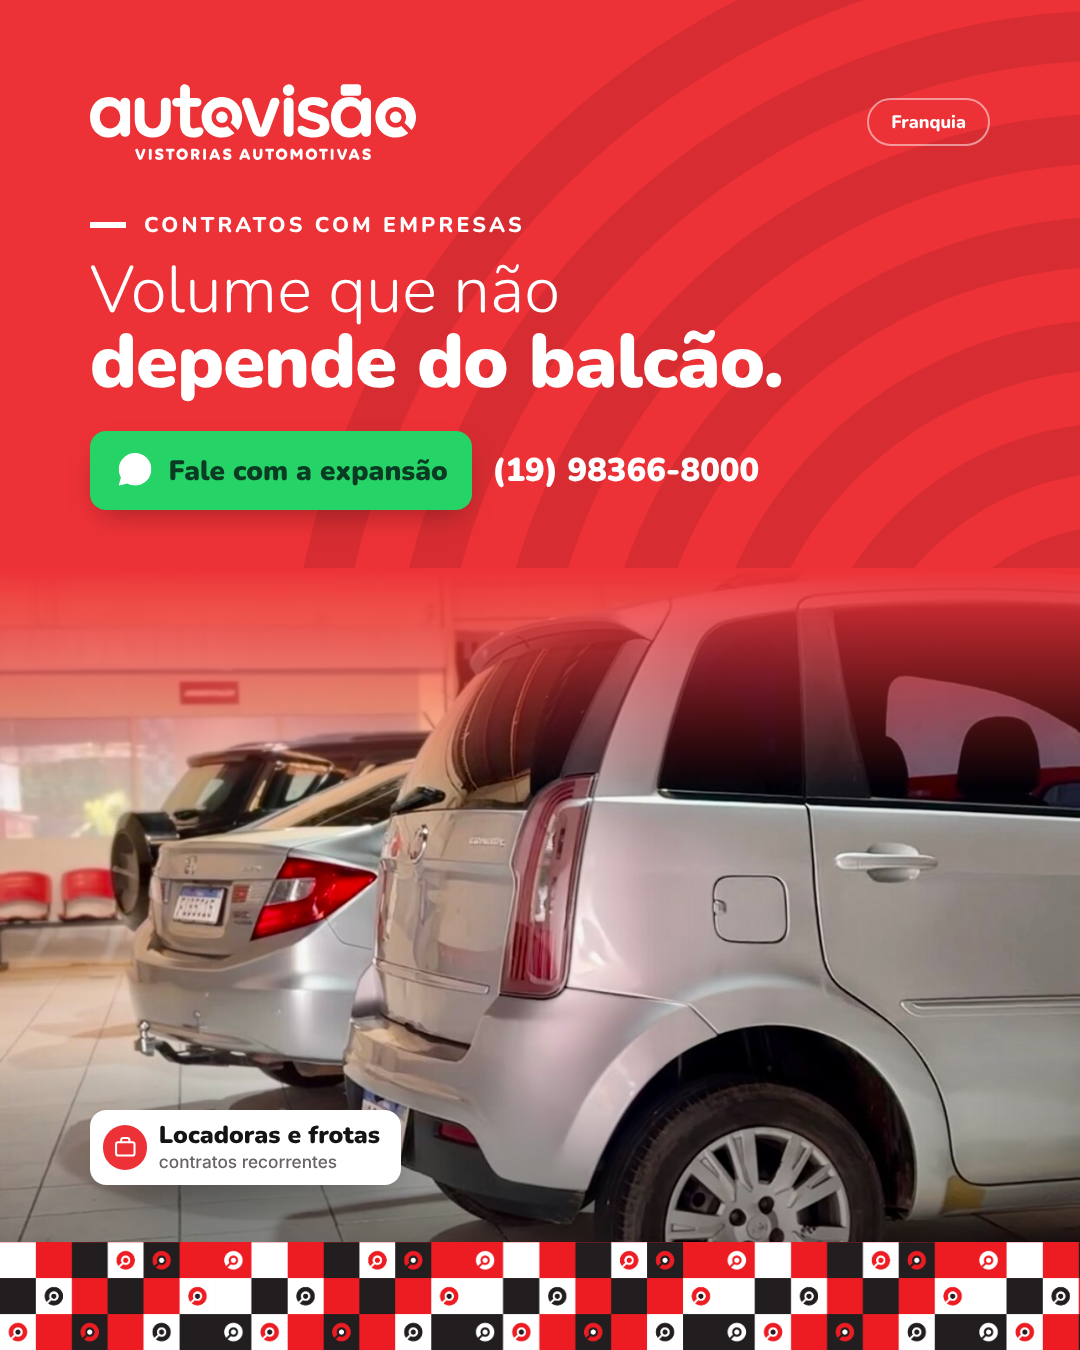 autovisão
VISTORIAS AUTOMOTIVAS
Franquia
CONTRATOS COM EMPRESAS
Volume que não
depende do balcão.
Fale com a expansão
(19) 98366-8000
Locadoras e frotas
contratos recorrentes